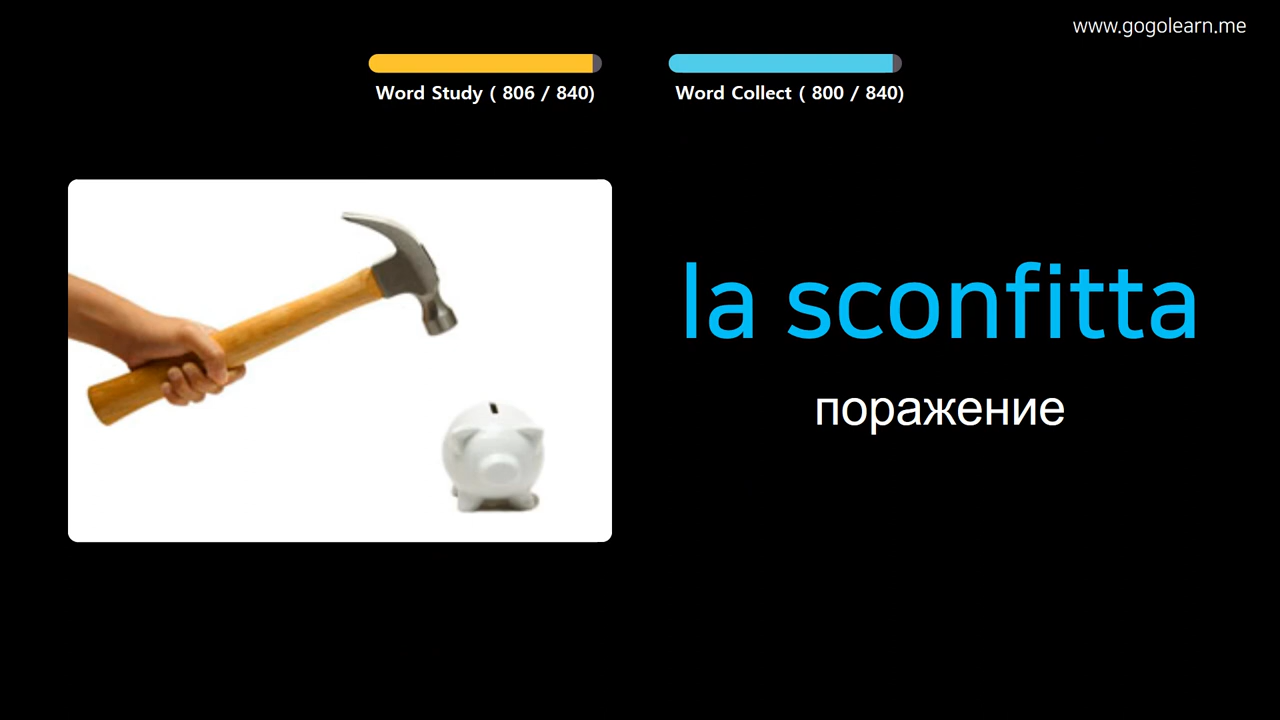 www.gogolearn.me
Word Study ( 806 / 840)
Word Collect ( 800 / 840)
la sconfitta
поражение